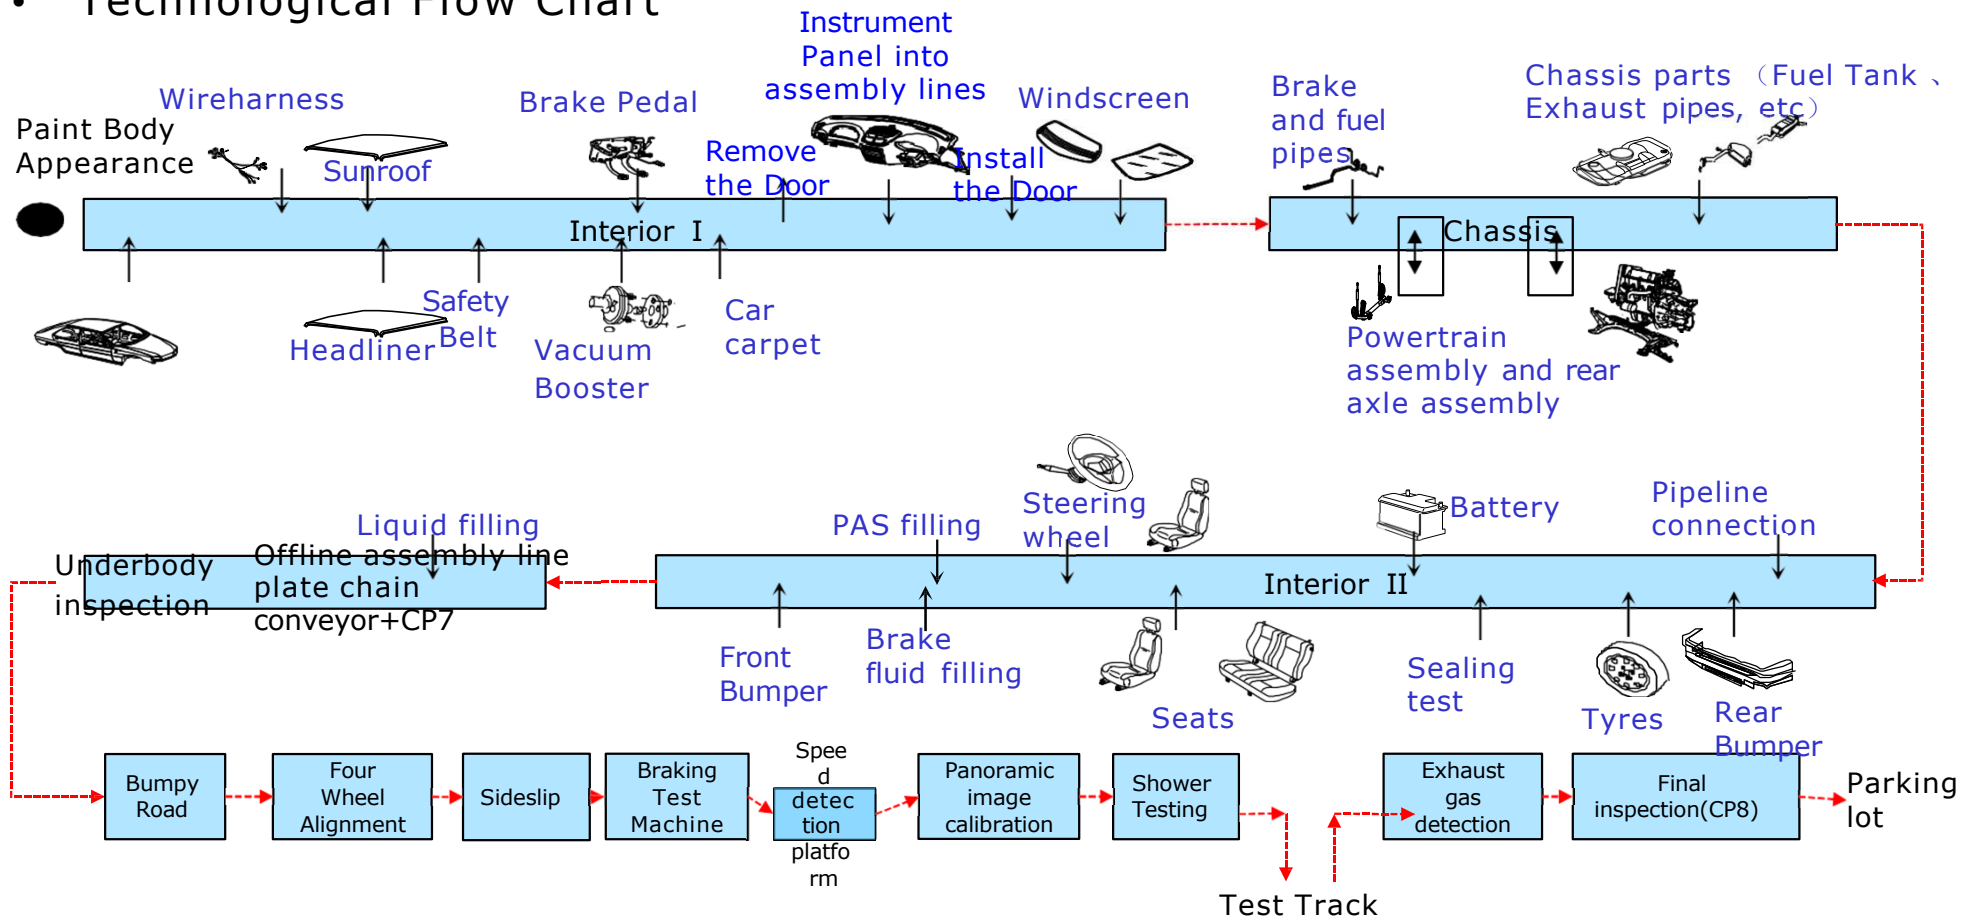 • Technological Flow Chart
Instrument
Panel into
assembly lines
Wireharness
Brake Pedal
Windscreen
Brake
and fuel
pipes
Chassis parts （Fuel Tank 、
Exhaust pipes, etc）
Paint Body
Appearance
Sunroof
Remove
the Door
Install
the Door
Interior I
Chassis
Headliner
Safety
Belt
Vacuum
Booster
Car
carpet
Powertrain
assembly and rear
axle assembly
Liquid filling
PAS filling
Steering
wheel
Battery
Pipeline
connection
Underbody
inspection
Offline assembly line
plate chain
conveyor+CP7
Interior II
Front
Bumper
Brake
fluid filling
Seats
Sealing
test
Tyres
Rear
Bumper
Bumpy
Road
Four
Wheel
Alignment
Sideslip
Braking
Test
Machine
Spee
d
detec
tion
platfo
rm
Panoramic
image
calibration
Shower
Testing
Exhaust
gas
detection
Final
inspection(CP8)
Parking
lot
Test Track